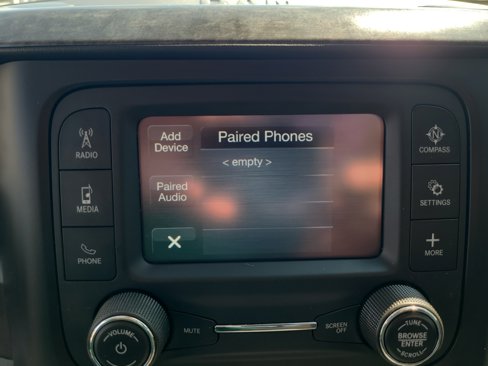 Add
Device
Paired Phones
< empty >
Paired
Audio
RADIO
MEDIA
PHONE
N
COMPASS
SETTINGS
+
MORE
VOLUME
MUTE
SCREEN
OFF
TUNE
BROWSE
ENTER
SCROLL